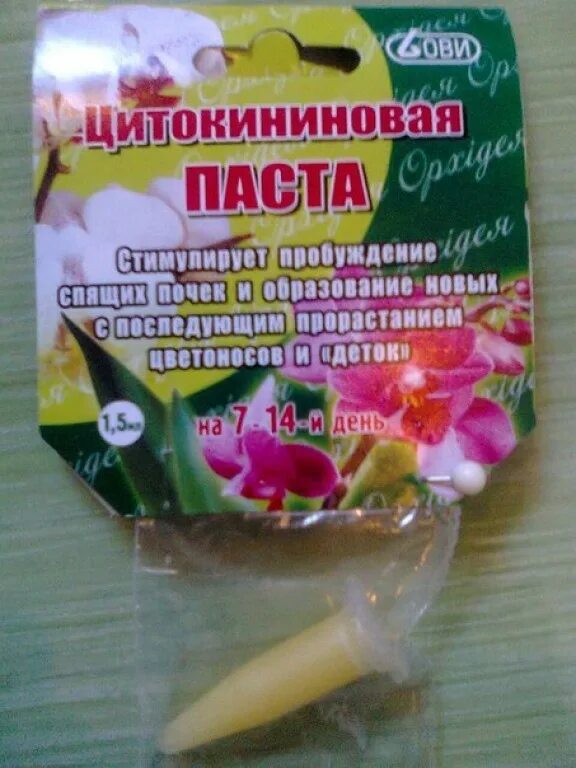 ЄОВИ
ЦИТОКИНИНОВАЯ
ПАСТА
Орхідея
Орхідея
Стимулирует пробуждение
спящих почек и образование новых
с последующим прорастанием
цветоносов и «деток»
1,5мл
на 7-14-й день